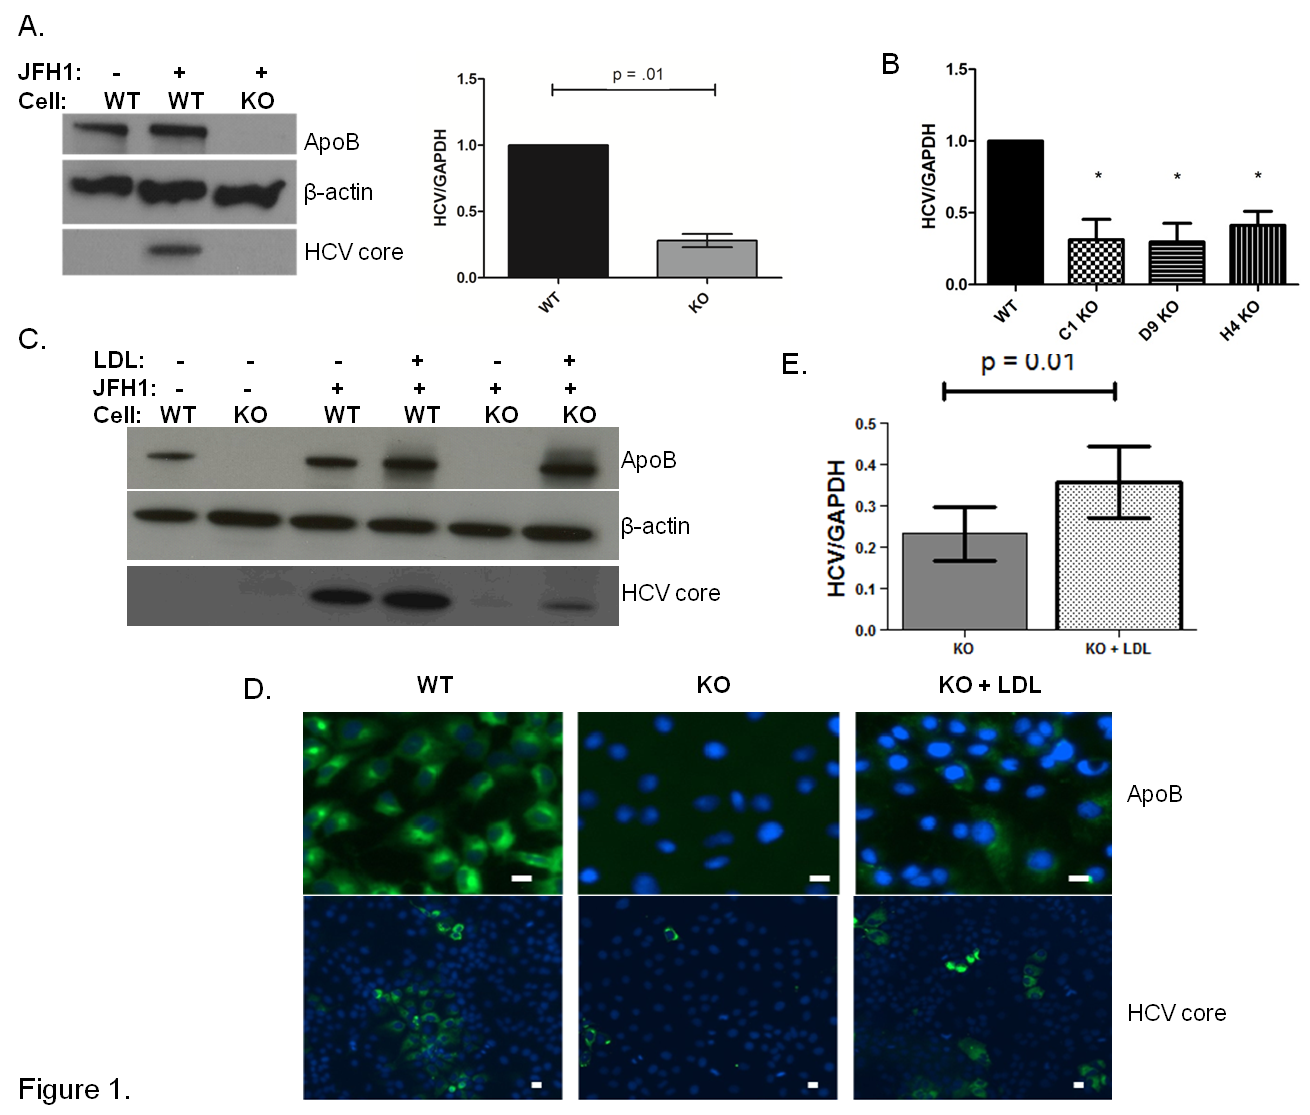 A.
JFH1: - + +
Cell: WT WT KO
ApoB
β-actin
HCV core
p = .01
1.5
1.0
0.5
0.0
HCV/GAPDH
WT KO
B
1.5
1.0
0.5
0.0
HCV/GAPDH
* * *
WT C1 KO D9 KO H4 KO
C.
LDL: - - - + - +
JFH1: - - + + + +
Cell: WT KO WT WT KO KO
ApoB
β-actin
HCV core
E.
p = 0.01
0.5
0.4
0.3
0.2
0.1
0.0
HCV/GAPDH
KO KO + LDL
D.
WT KO KO + LDL
ApoB
HCV core
Figure 1.